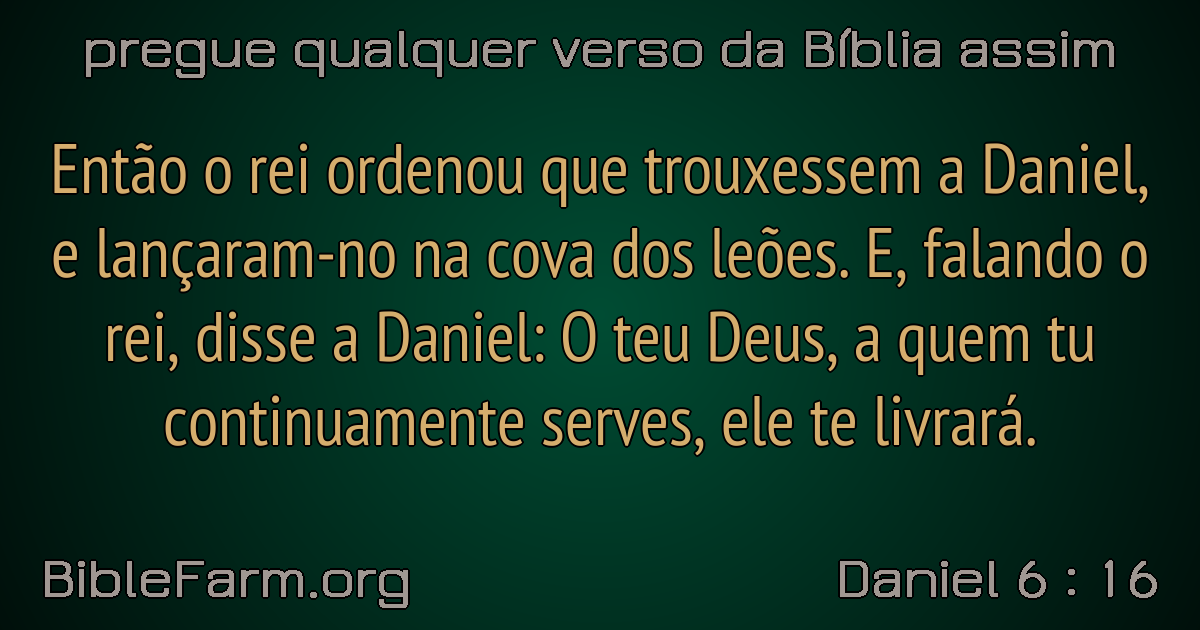 pregue qualquer verso da Bíblia assim
Então o rei ordenou que trouxessem a Daniel,
e lançaram-no na cova dos leões. E, falando o
rei, disse a Daniel: O teu Deus, a quem tu
continuamente serves, ele te livrará.
BibleFarm.org
Daniel 6 : 16